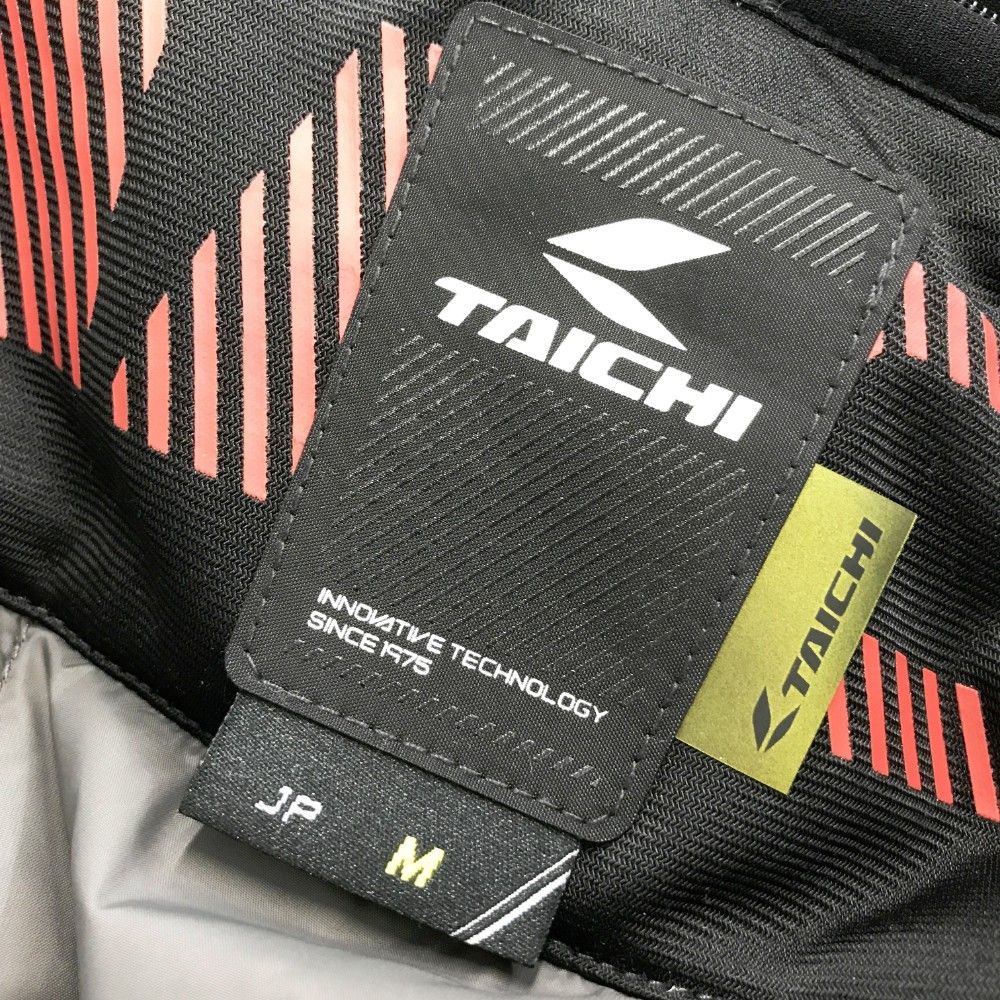 TAICHI
INNOVATIVE TECHNOLOGY
SINCE 1975
TAICHI
JP M